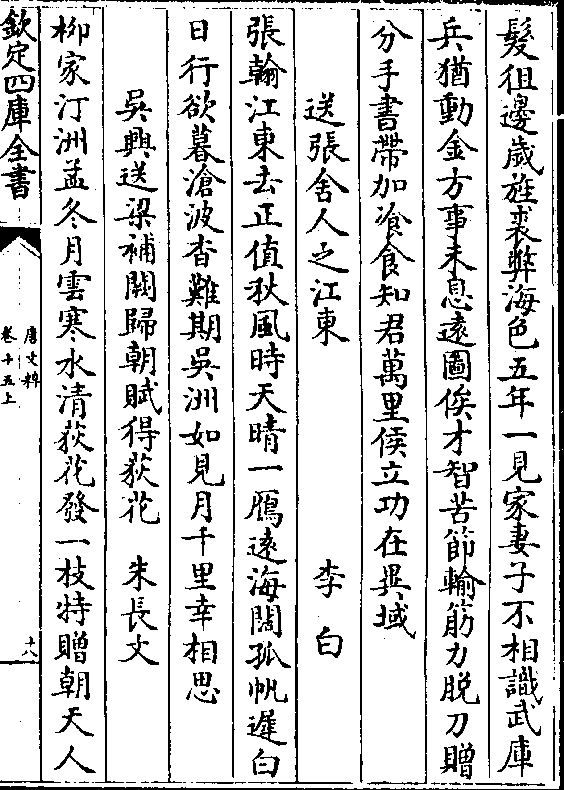 髮徂邊歲旌裘弊海色五年一見家妻子不相識武庫
兵猶動金方事未息遠圖俟才智苦節輸筋力脱刀贈
分手書帶加飡食知君萬里侯立功在異域
送張舍人之江東 李白
張翰江東去正值秋風時天晴一鴈遠海闊孤帆遲白
日行欲暮滄波杳難期吳洲如見月千里幸相思
吳興送梁補闕歸朝賦得荻花 朱長文
柳家汀洲孟冬月雲寒水清荻花發一枝特贈朝天人
欽定四庫全書
唐文粹
卷十五上
十八